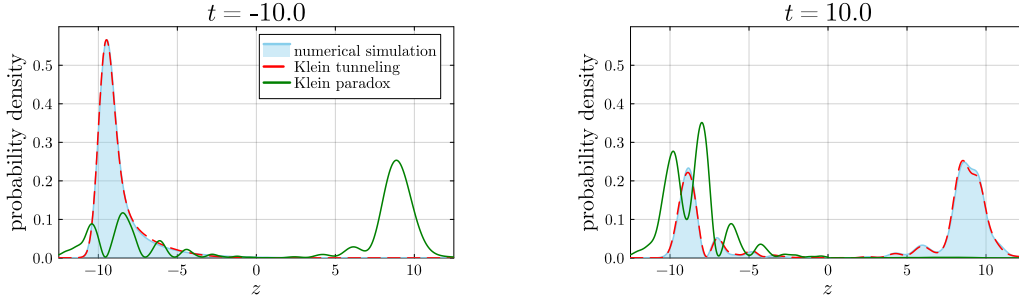 t = -10.0
probability density
0.5
0.4
0.3
0.2
0.1
0.0
numerical simulation
Klein tunneling
Klein paradox
−10
−5
0
5
10
z
t = 10.0
probability density
0.5
0.4
0.3
0.2
0.1
0.0
−10
−5
0
5
10
z